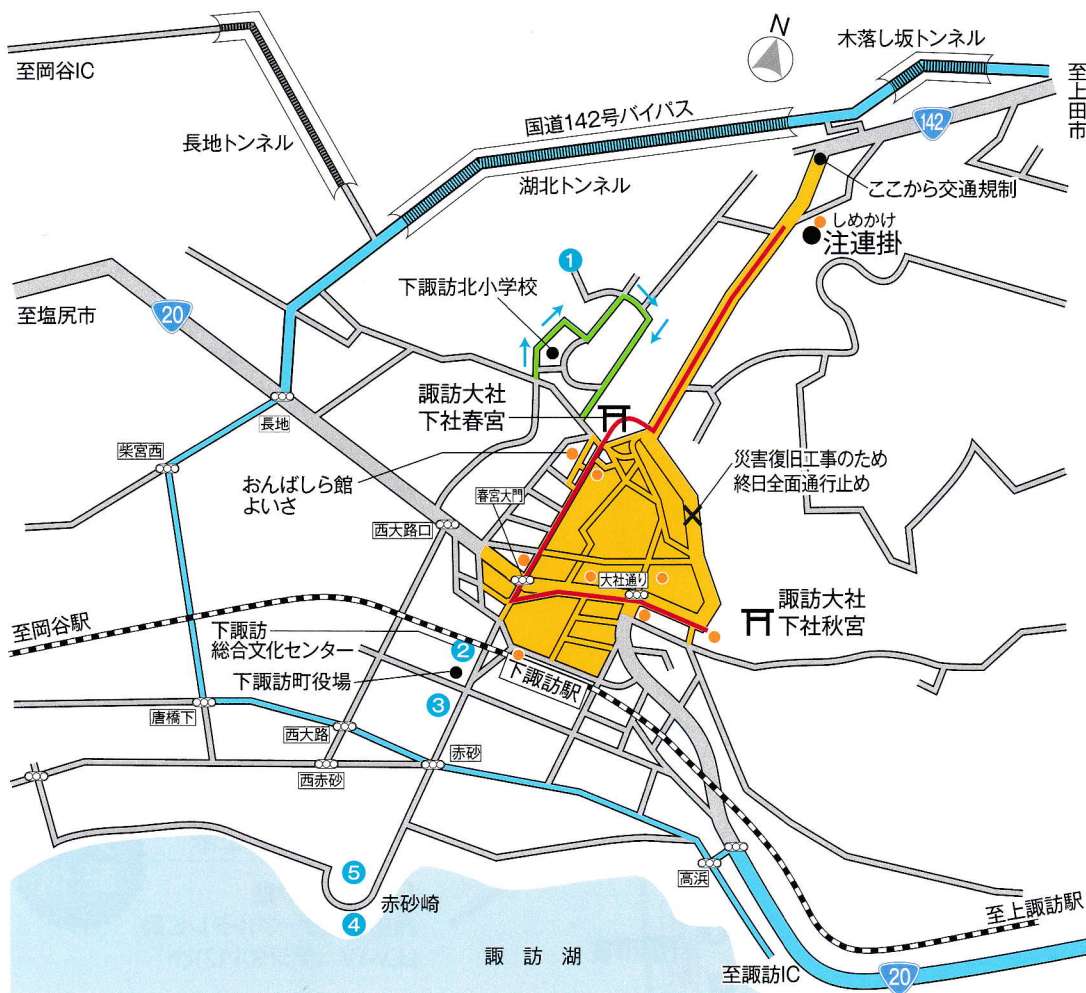 N
木落し坂トンネル
至岡谷IC
至上田市
国道142号バイパス
142
長地トンネル
湖北トンネル
ここから交通規制
しめかけ
注連掛
1
下諏訪北小学校
至塩尻市
20
諏訪大社
下社春宮
長地
柴宮西
おんばしら館
よいさ
災害復旧工事のため
終日全面通行止め
春宮大門
西大路口
大社通り
諏訪大社
下社秋宮
至岡谷駅
下諏訪
総合文化センター
2
下諏訪駅
下諏訪町役場
3
唐橋下
西大路
赤砂
西赤砂
高浜
5
赤砂崎
4
至上諏訪駅
諏訪湖
至諏訪IC
20